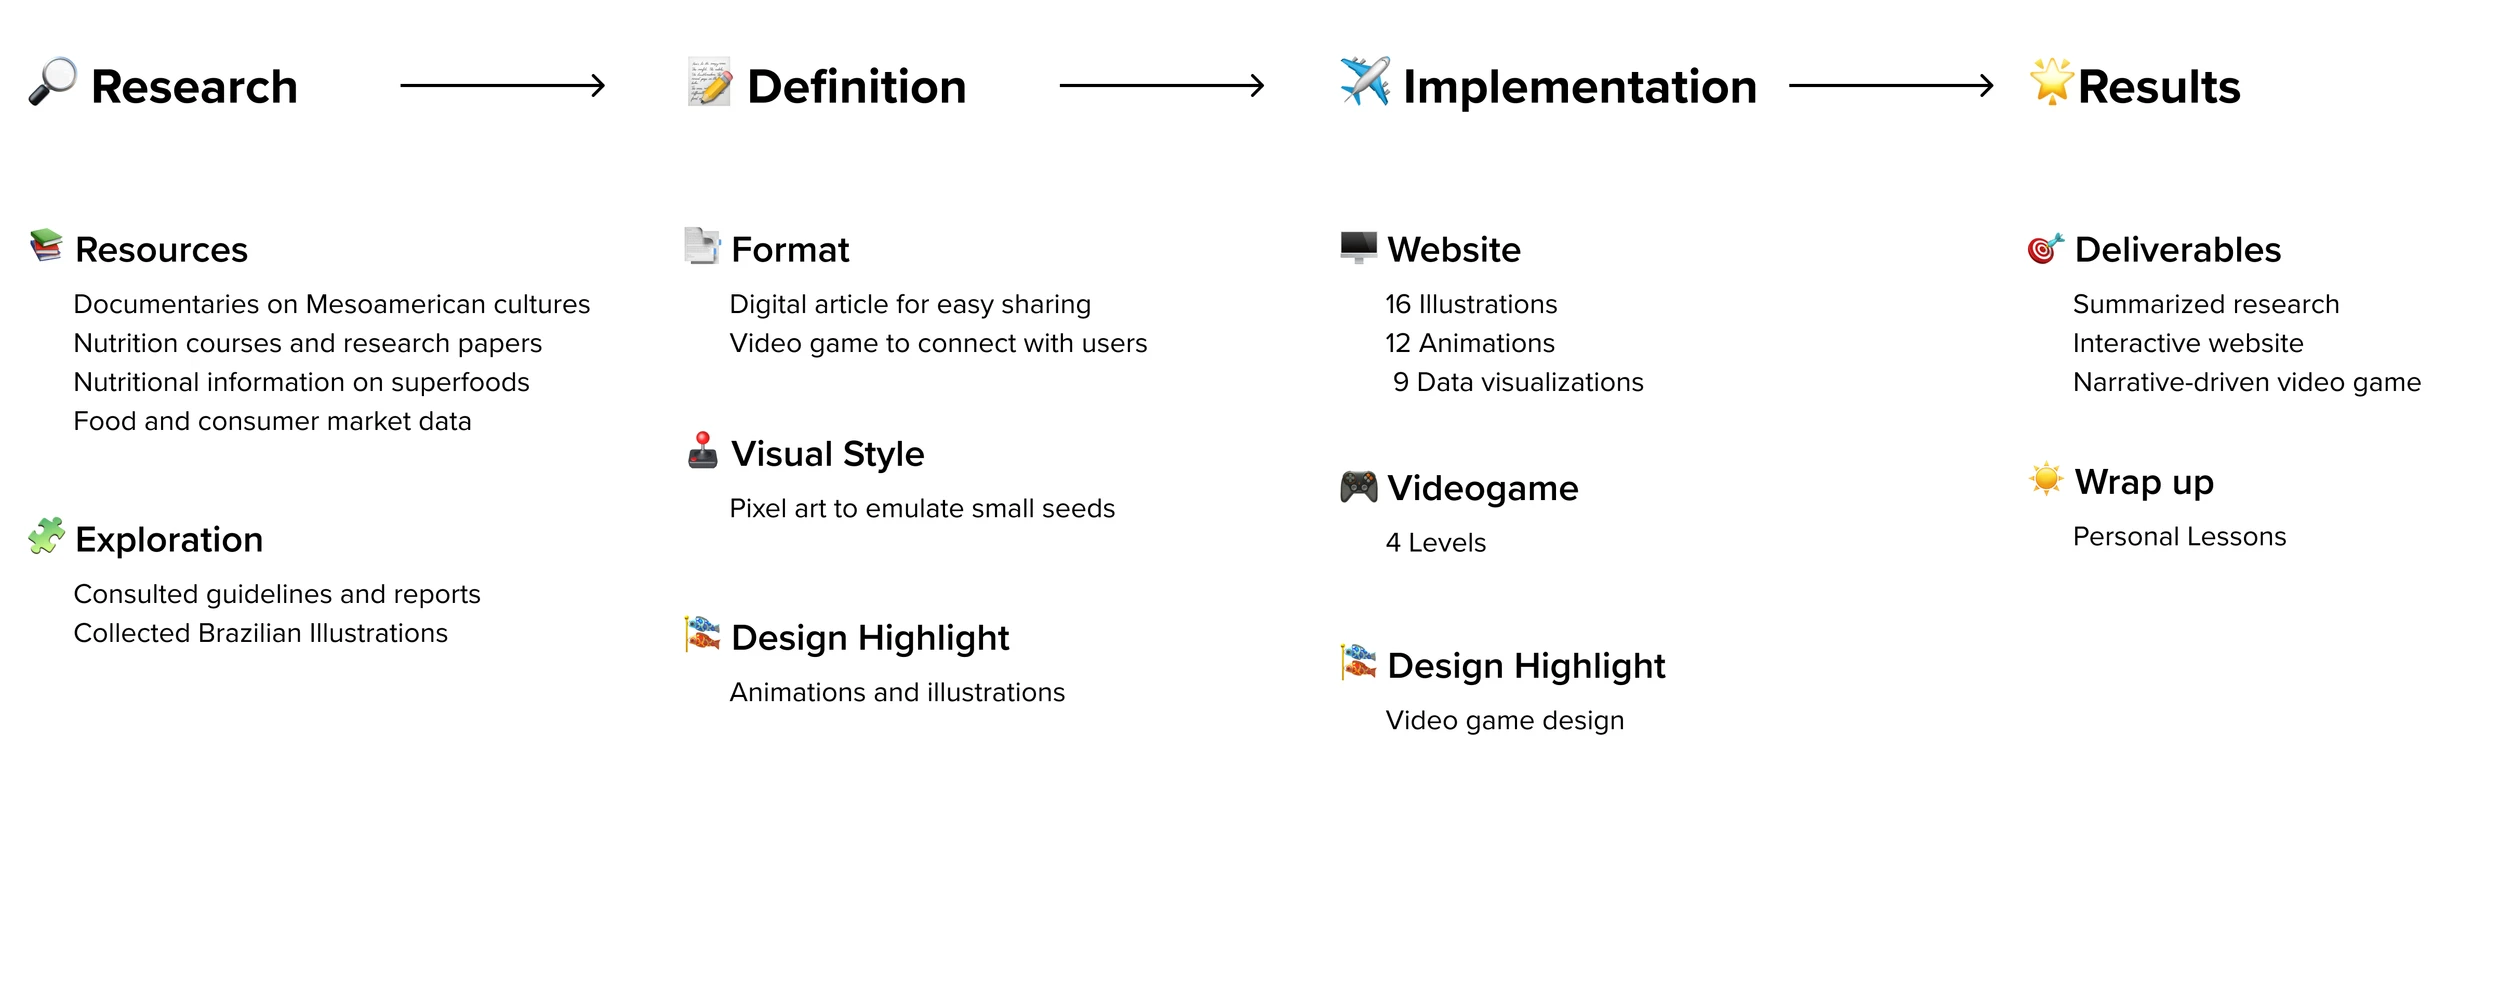 Research
Definition
Implementation
Results
Resources
Documentaries on Mesoamerican cultures
Nutrition courses and research papers
Nutritional information on superfoods
Food and consumer market data
Exploration
Consulted guidelines and reports
Collected Brazilian Illustrations
Format
Digital article for easy sharing
Video game to connect with users
Visual Style
Pixel art to emulate small seeds
Design Highlight
Animations and illustrations
Website
16 Illustrations
12 Animations
9 Data visualizations
Videogame
4 Levels
Design Highlight
Video game design
Deliverables
Summarized research
Interactive website
Narrative-driven video game
Wrap up
Personal Lessons